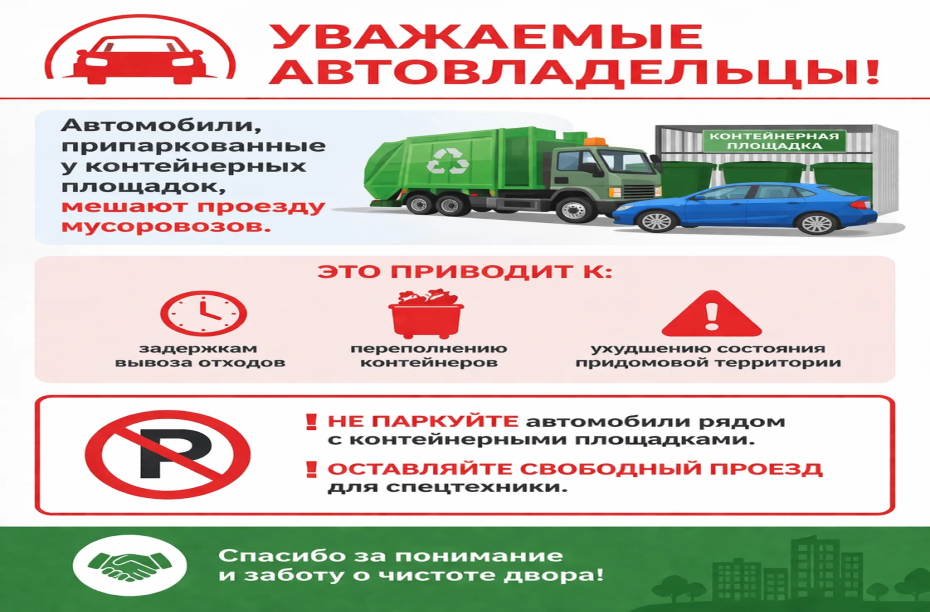 УВАЖАЕМЫЕ
АВТОВЛАДЕЛЬЦЫ!
Автомобили,
припаркованные
у контейнерных
площадок,
мешают проезду
мусоровозов.
КОНТЕЙНЕРНАЯ
ПЛОЩАДКА
ЭТО ПРИВОДИТ К:
задержкам
вывоза отходов
переполнению
контейнеров
ухудшению состояния
придомовой территории
P
! НЕ ПАРКУЙТЕ автомобили рядом
с контейнерными площадками.
! ОСТАВЛЯЙТЕ СВОБОДНЫЙ ПРОЕЗД
для спецтехники.
Спасибо за понимание
и заботу о чистоте двора!